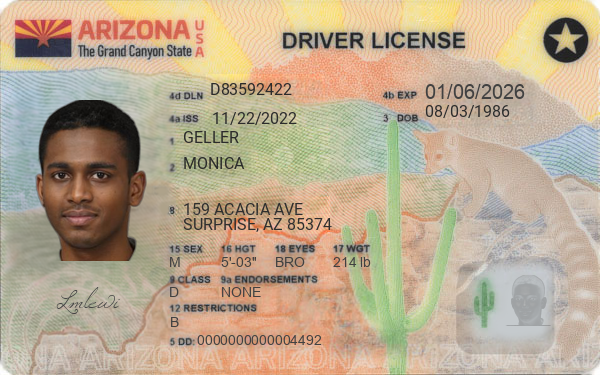 ARIZONA USA
The Grand Canyon State
DRIVER LICENSE
4d DLN D83592422
4b EXP 01/06/2026
4a ISS 11/22/2022
3 DOB 08/03/1986
1 GELLER
2 MONICA
8 159 ACACIA AVE
SURPRISE, AZ 85374
15 SEX 16 HGT 18 EYES 17 WGT
M 5'-03" BRO 214 lb
9 CLASS 9a ENDORSEMENTS
D NONE
12 RESTRICTIONS
B
5 DD: 0000000000004492
ARIZONA ARIZONA ARIZONA ARIZONA